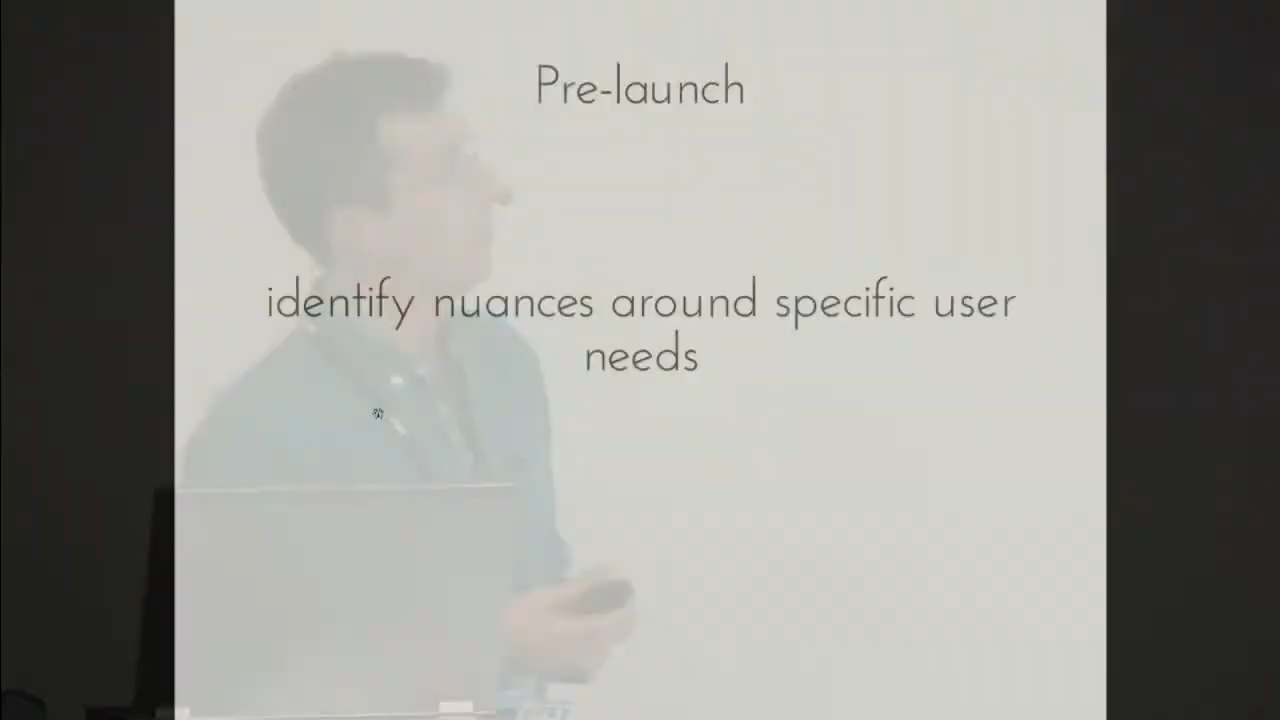 Pre-launch
identify nuances around specific user
needs